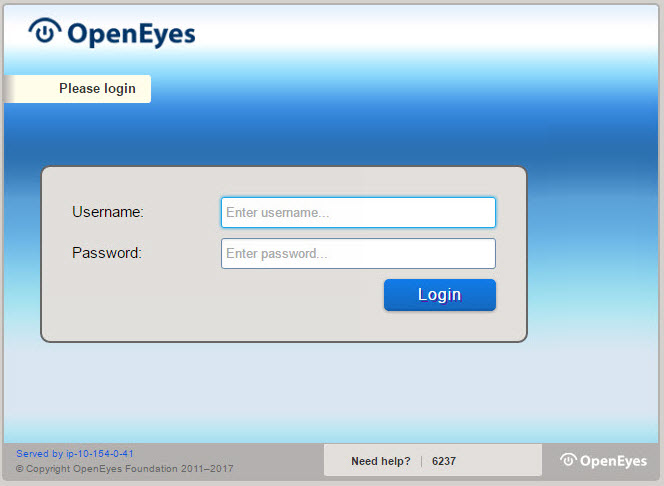 OpenEyes
Please login
Username:
Enter username...
Password:
Enter password...
Login
Served by ip-10-154-0-41
© Copyright OpenEyes Foundation 2011–2017
Need help? | 6237
OpenEyes